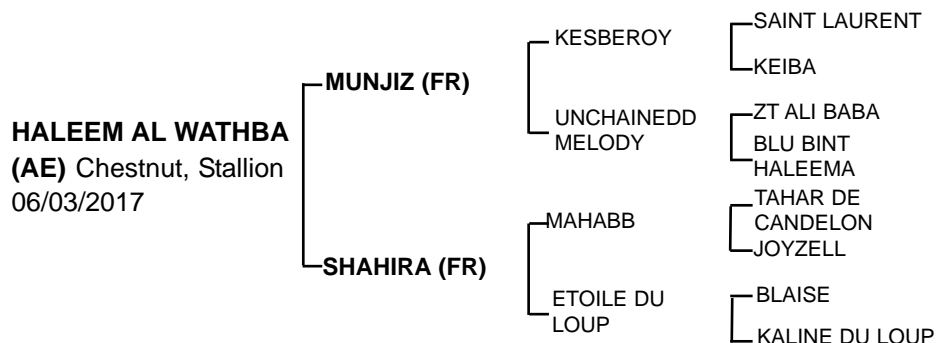 HALEEM AL WATHBA
(AE) Chestnut, Stallion
06/03/2017
MUNJIZ (FR)
SHAHIRA (FR)
KESBEROY
UNCHAINEDD
MELODY
MAHABB
ETOILE DU
LOUP
SAINT LAURENT
KEIBA
ZT ALI BABA
BLU BINT
HALEEMA
TAHAR DE
CANDELON
JOYZELL
BLAISE
KALINE DU LOUP